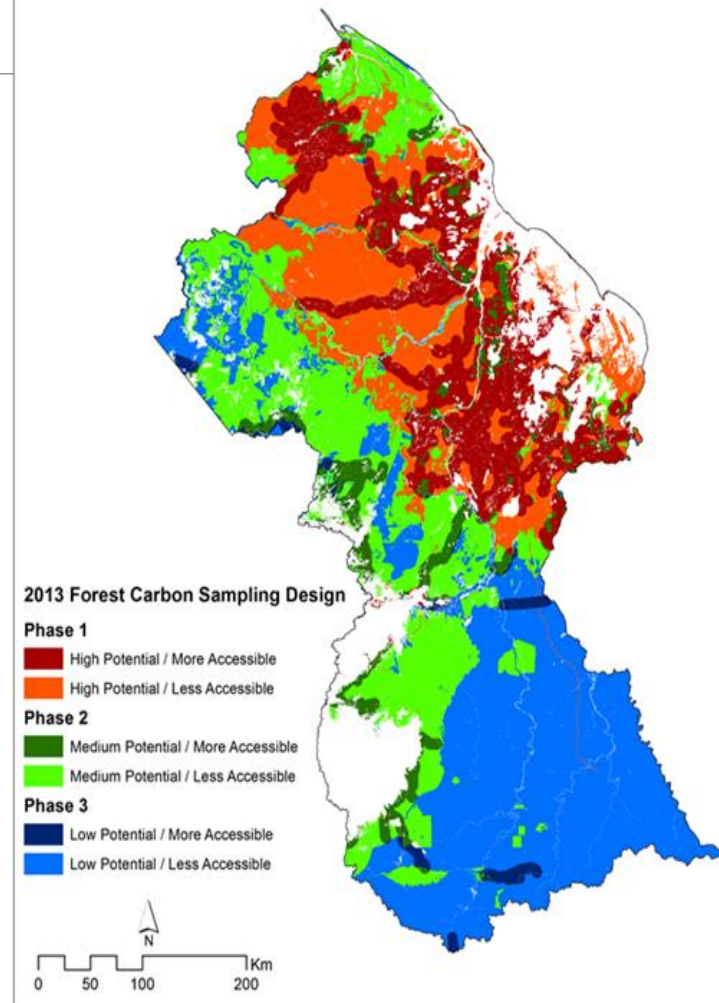 2013 Forest Carbon Sampling Design
Phase 1
High Potential / More Accessible
High Potential / Less Accessible
Phase 2
Medium Potential / More Accessible
Medium Potential / Less Accessible
Phase 3
Low Potential / More Accessible
Low Potential / Less Accessible
N
Km
0 50 100 200